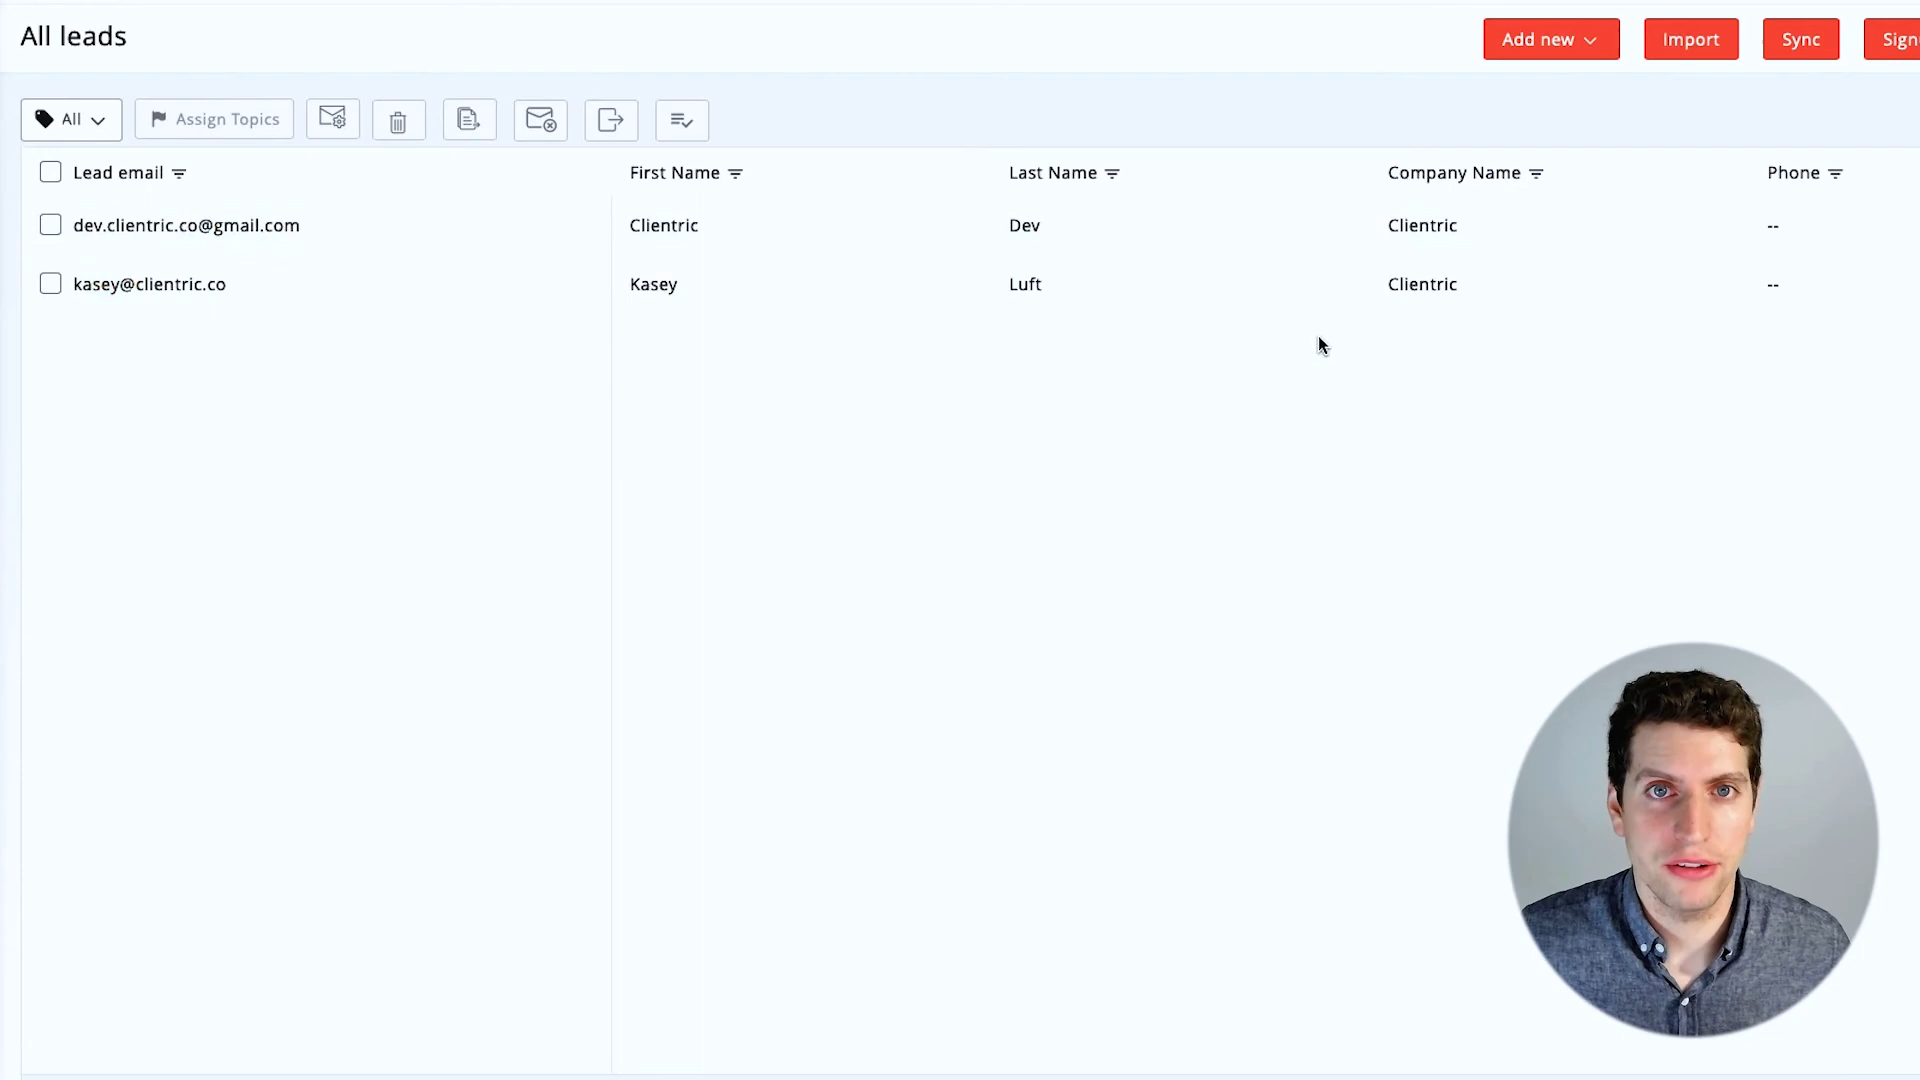 All leads
Add new
Import
Sync
Sign
All
Assign Topics
Lead email
First Name
Last Name
Company Name
Phone
dev.clientric.co@gmail.com
Clientric
Dev
Clientric
--
kasey@clientric.co
Kasey
Luft
Clientric
--